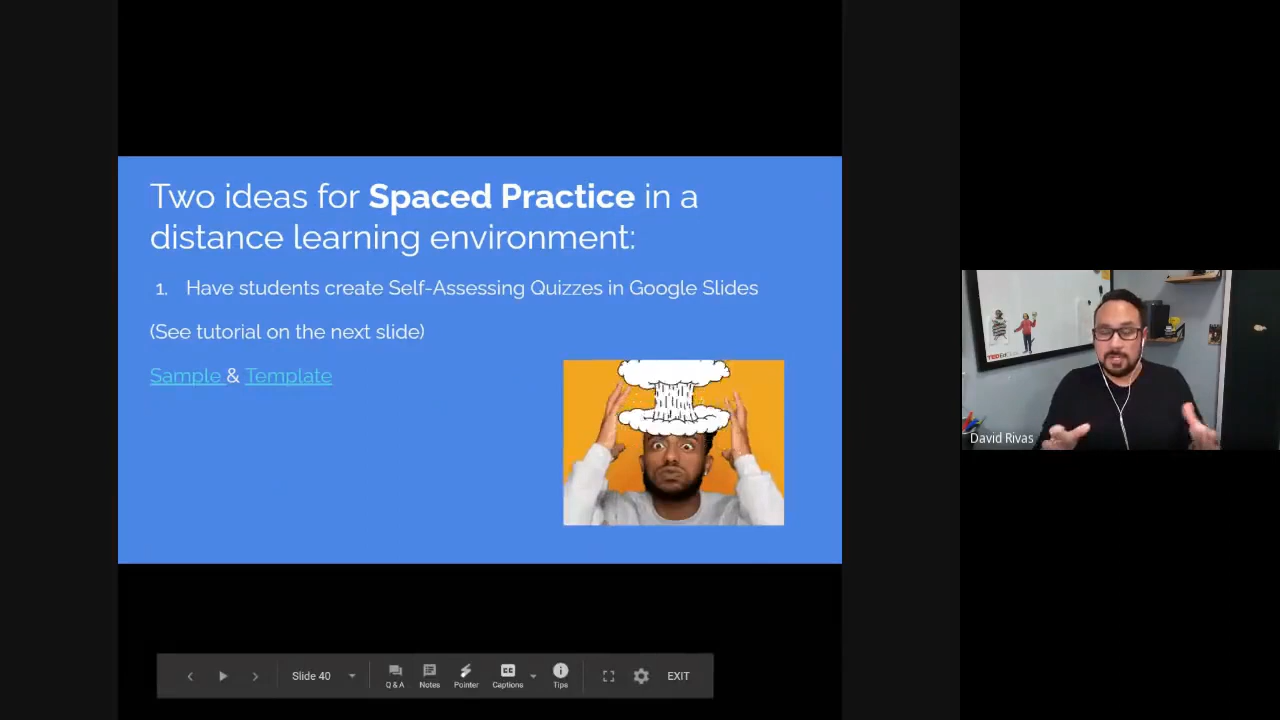 Two ideas for Spaced Practice in a
distance learning environment:
1. Have students create Self-Assessing Quizzes in Google Slides
(See tutorial on the next slide)
Sample & Template
David Rivas
Slide 40
Q & A
Notes
Pointer
CC
Captions
Tips
EXIT